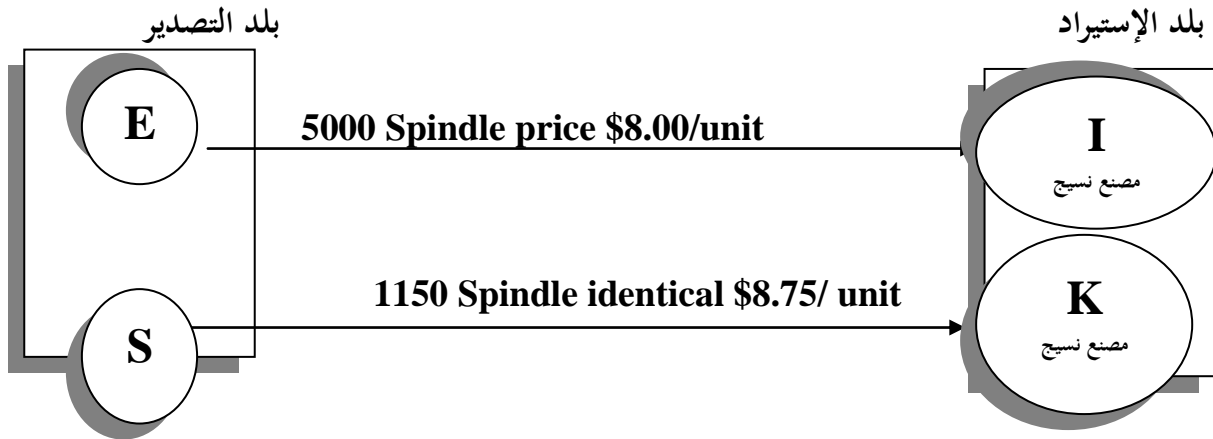 بلد الإستيراد
بلد التصدير
E
5000 Spindle price $8.00/unit
I
مصنع نسيج
S
1150 Spindle identical $8.75/ unit
K
مصنع نسيج